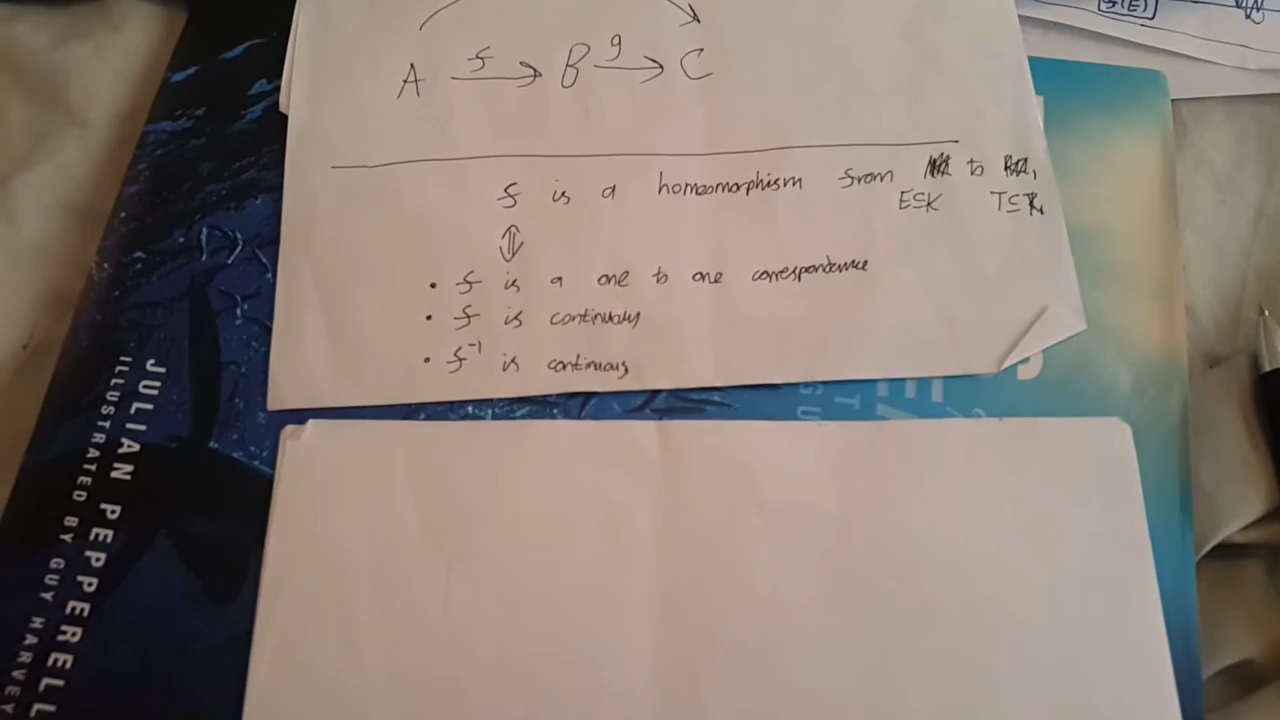 f(E)
A f B g C
f is a homeomorphism from to
E⊆K T⊆K₁
⇕
• f is a one to one correspondence
• f is continuous
• f⁻¹ is continuous
JULIAN PEPPERELL
ILLUSTRATED BY GUY HARVEY